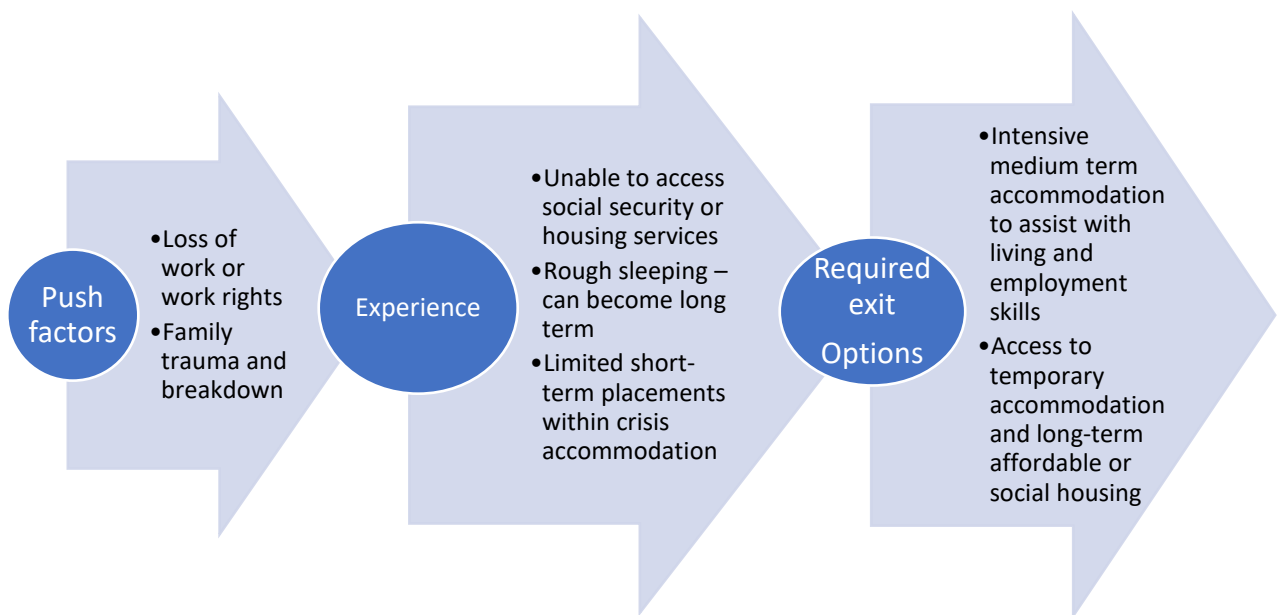 Push
factors
•Loss of
work or
work rights
•Family
trauma and
breakdown
Experience
•Unable to access
social security or
housing services
•Rough sleeping –
can become long
term
•Limited short-
term placements
within crisis
accommodation
Required
exit
Options
•Intensive
medium term
accommodation
to assist with
living and
employment
skills
•Access to
temporary
accommodation
and long-term
affordable or
social housing